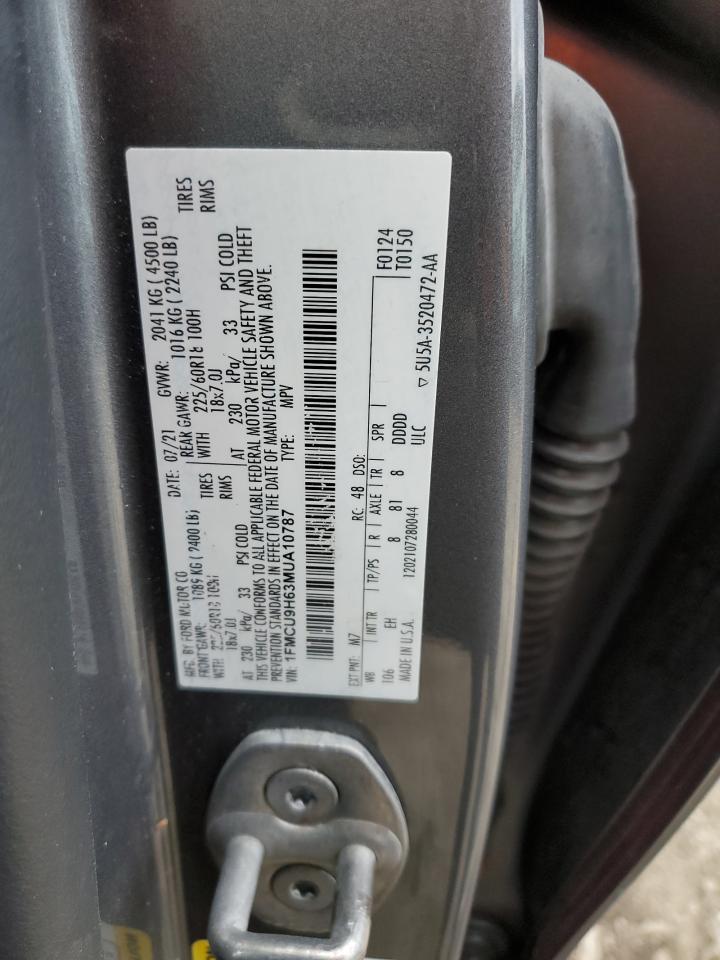 MFG. BY FORD MOTOR CO DATE: 07/21 GVWR: 2041 KG ( 4500 LB)
FRONT GAWR: 1089 KG ( 2400 LB) REAR GAWR: 1016 KG ( 2240 LB)
WITH 225/60R18 100H TIRES WITH 225/60R18 100H TIRES
18x7.0J RIMS 18x7.0J RIMS
AT 230 kPa/ 33 PSI COLD AT 230 kPa/ 33 PSI COLD
THIS VEHICLE CONFORMS TO ALL APPLICABLE FEDERAL MOTOR VEHICLE SAFETY AND THEFT
PREVENTION STANDARDS IN EFFECT ON THE DATE OF MANUFACTURE SHOWN ABOVE.
VIN: 1FMCU9H63MUA10787 TYPE: MPV
EXT PNT: M7 RC: 48 DSO: F0124
WB INT TR TP/PS R AXLE TR SPR T0150
106 EH 8 81 8 DDDD
MADE IN U.S.A. 1202107280044 ULC ▽ 5U5A-3520472-AA